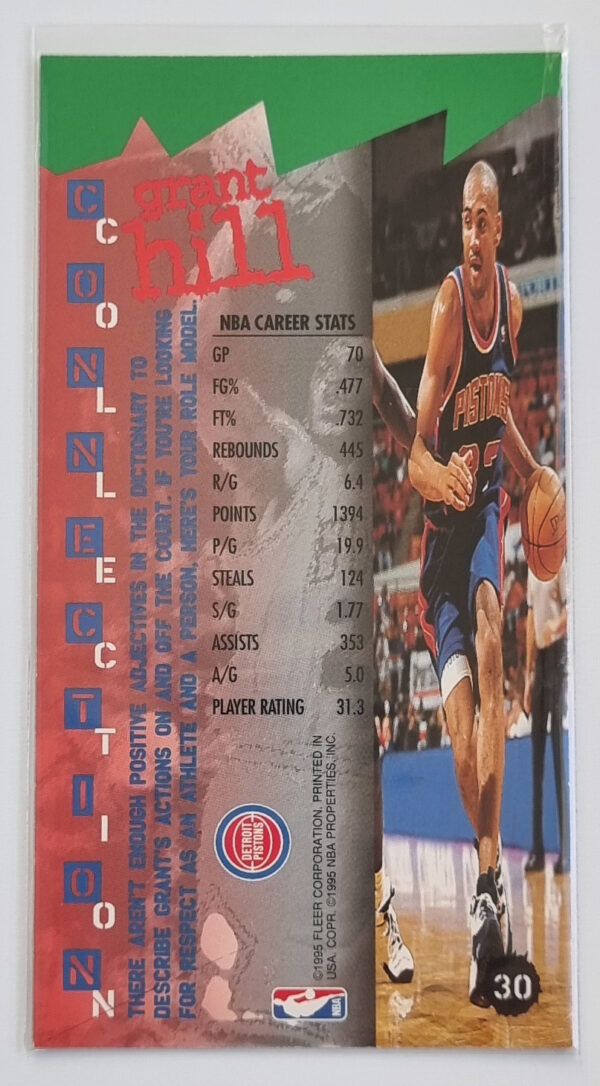 CONNECTION
COLLECTION
grant
hill
THERE AREN'T ENOUGH POSITIVE ADJECTIVES IN THE DICTIONARY TO
DESCRIBE GRANT'S ACTIONS ON AND OFF THE COURT. IF YOU'RE LOOKING
FOR RESPECT AS AN ATHLETE AND A PERSON, HERE'S YOUR ROLE MODEL.
NBA CAREER STATS
GP 70
FG% .477
FT% .732
REBOUNDS 445
R/G 6.4
POINTS 1394
P/G 19.9
STEALS 124
S/G 1.77
ASSISTS 353
A/G 5.0
PLAYER RATING 31.3
DETROIT
PISTONS
©1995 FLEER CORPORATION. PRINTED IN
USA. COPR. ©1995 NBA PROPERTIES, INC.
NBA
PISTONS
30